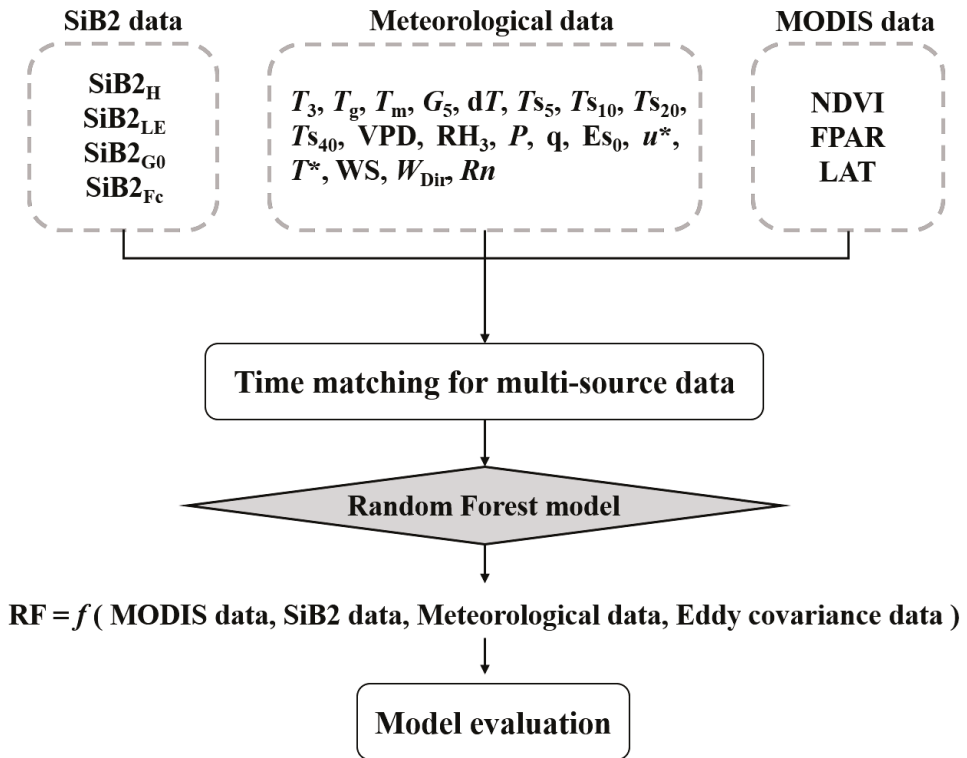 SiB2 data
SiB2H
SiB2LE
SiB2G0
SiB2Fc
Meteorological data
T3, Tg, Tm, G5, dT, Ts5, Ts10, Ts20,
Ts40, VPD, RH3, P, q, Es0, u*,
T*, WS, WDir, Rn
MODIS data
NDVI
FPAR
LAT
Time matching for multi-source data
Random Forest model
RF = f ( MODIS data, SiB2 data, Meteorological data, Eddy covariance data )
Model evaluation